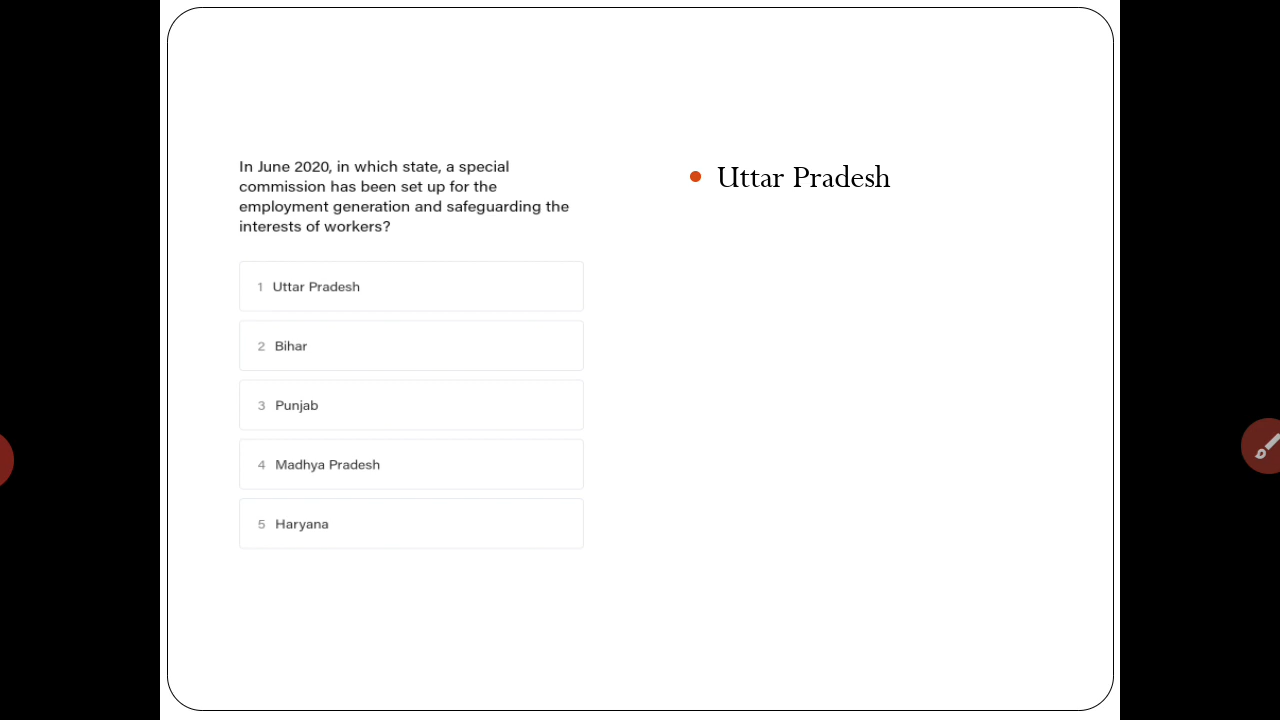 In June 2020, in which state, a special
commission has been set up for the
employment generation and safeguarding the
interests of workers?
1 Uttar Pradesh
2 Bihar
3 Punjab
4 Madhya Pradesh
5 Haryana
• Uttar Pradesh